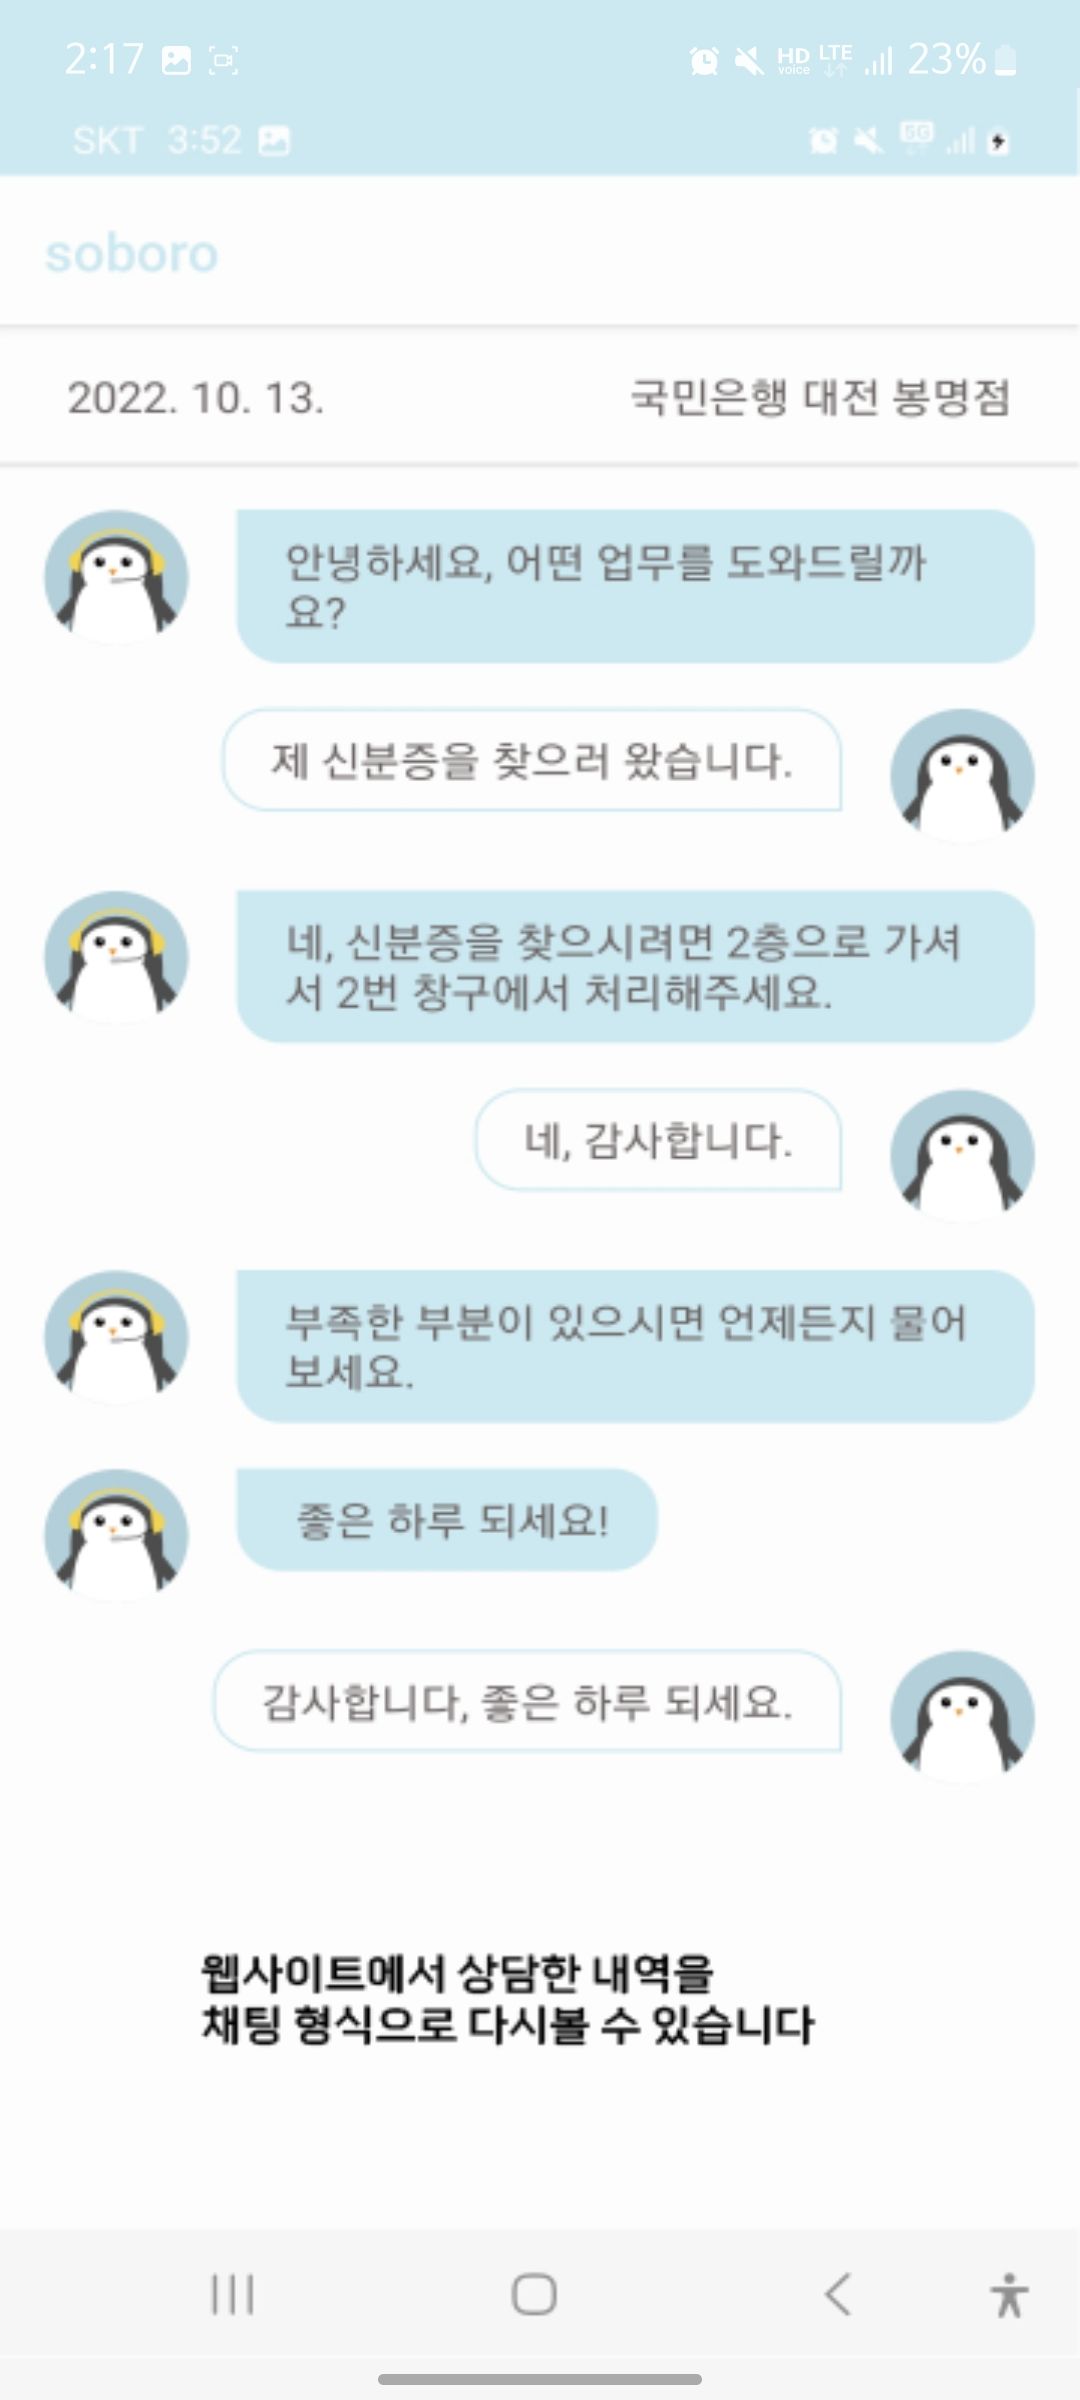 2:17
HD voice LTE 23%
SKT 3:52
soboro
2022. 10. 13. 국민은행 대전 봉명점
안녕하세요, 어떤 업무를 도와드릴까
요?
제 신분증을 찾으러 왔습니다.
네, 신분증을 찾으시려면 2층으로 가셔
서 2번 창구에서 처리해주세요.
네, 감사합니다.
부족한 부분이 있으시면 언제든지 물어
보세요.
좋은 하루 되세요!
감사합니다, 좋은 하루 되세요.
웹사이트에서 상담한 내역을
채팅 형식으로 다시볼 수 있습니다